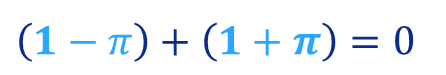 (1 − π) + (1 + π) = 0